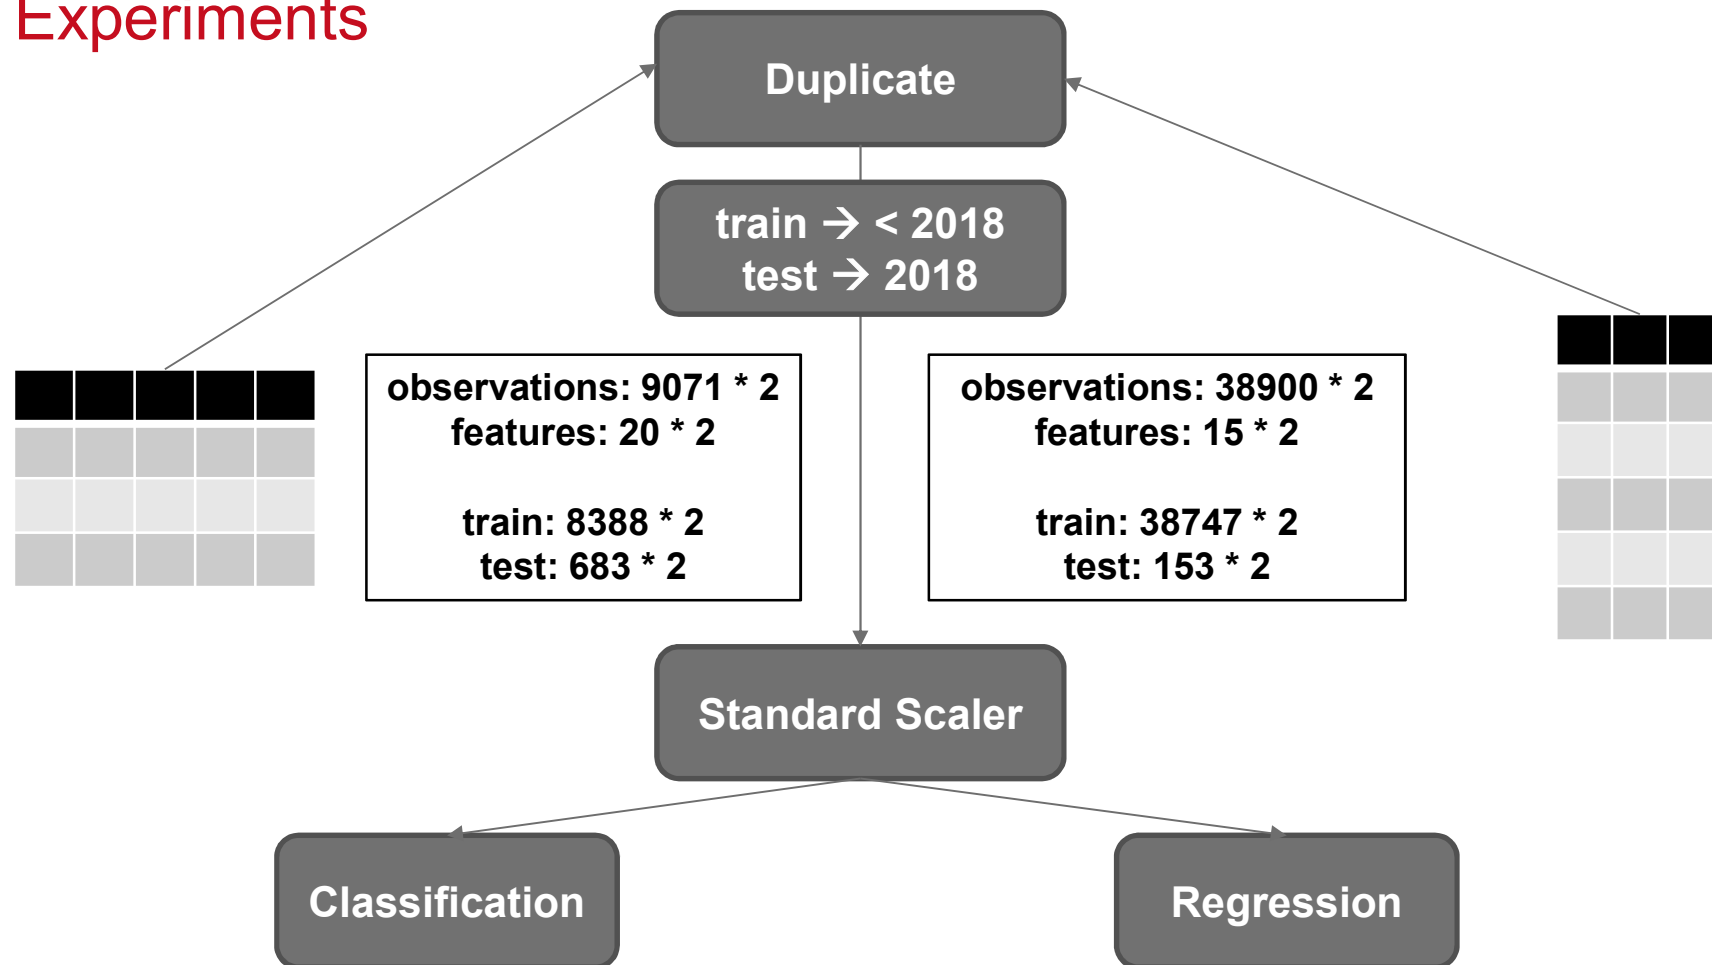 Experiments
Duplicate
train → < 2018
test → 2018
observations: 9071 * 2
features: 20 * 2
train: 8388 * 2
test: 683 * 2
observations: 38900 * 2
features: 15 * 2
train: 38747 * 2
test: 153 * 2
Standard Scaler
Classification
Regression